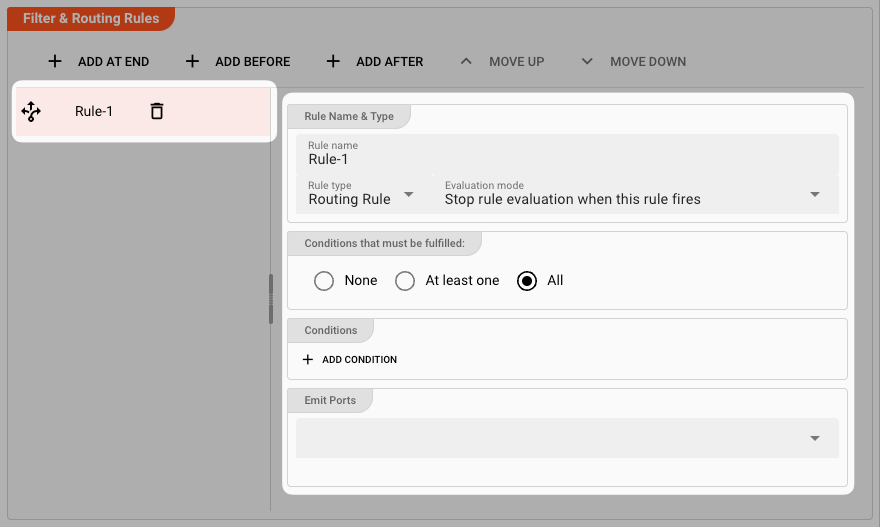 Filter & Routing Rules
ADD AT END ADD BEFORE ADD AFTER MOVE UP MOVE DOWN
Rule-1
Rule Name & Type
Rule name
Rule-1
Rule type Evaluation mode
Routing Rule Stop rule evaluation when this rule fires
Conditions that must be fulfilled:
None At least one All
Conditions
ADD CONDITION
Emit Ports